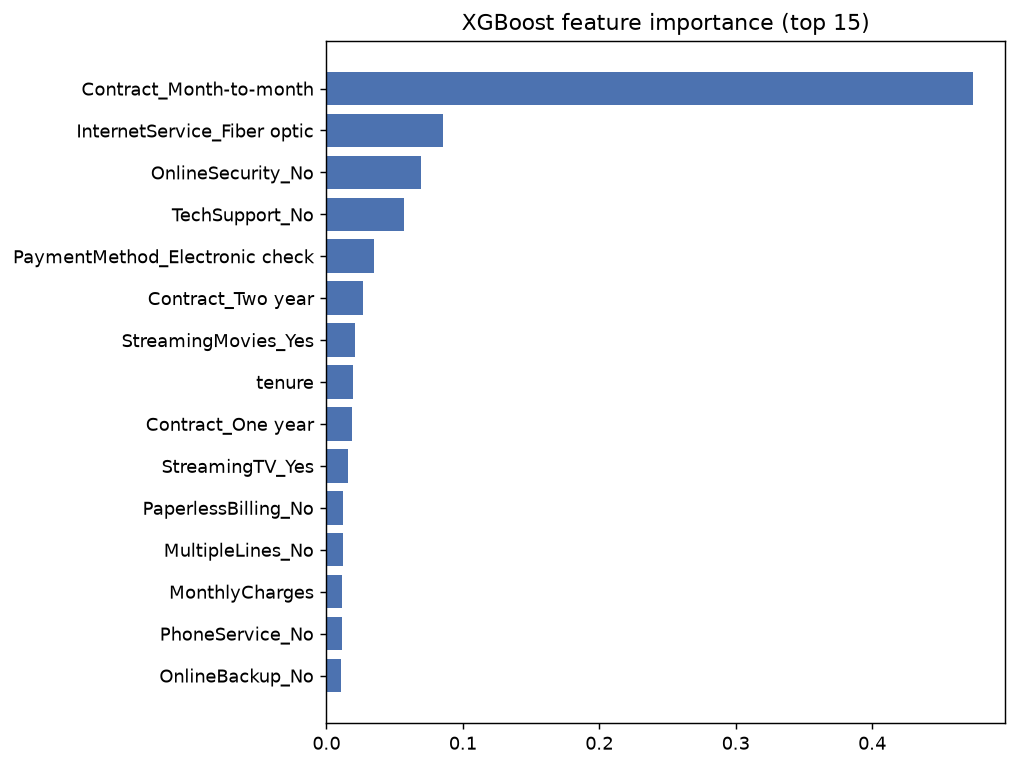 XGBoost feature importance (top 15)
Contract_Month-to-month
InternetService_Fiber optic
OnlineSecurity_No
TechSupport_No
PaymentMethod_Electronic check
Contract_Two year
StreamingMovies_Yes
tenure
Contract_One year
StreamingTV_Yes
PaperlessBilling_No
MultipleLines_No
MonthlyCharges
PhoneService_No
OnlineBackup_No
0.0 0.1 0.2 0.3 0.4